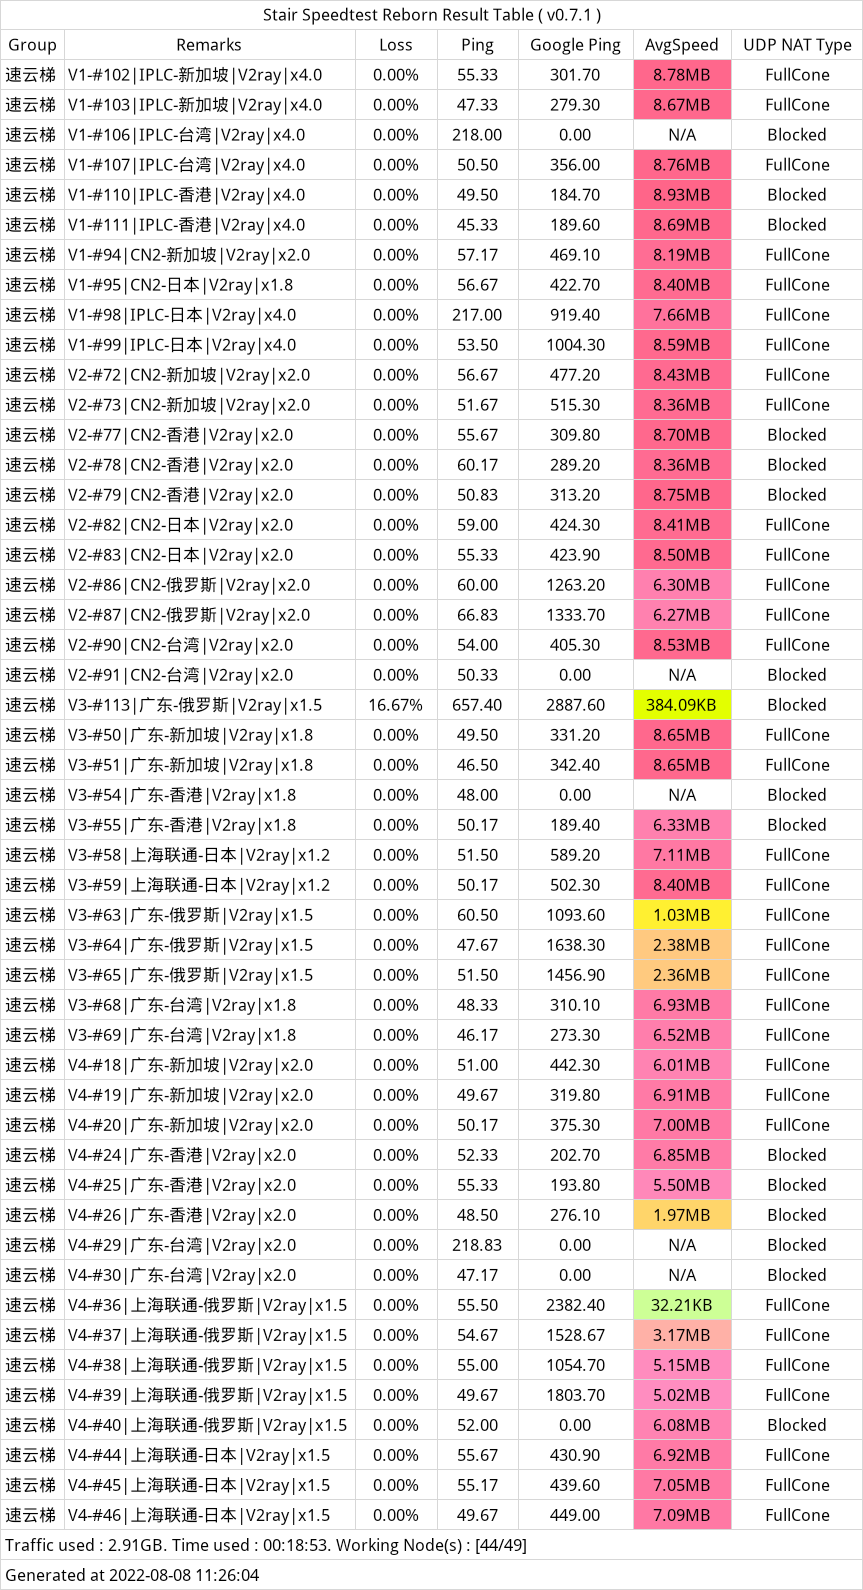 Stair Speedtest Reborn Result Table ( v0.7.1 )
Group Remarks Loss Ping Google Ping AvgSpeed UDP NAT Type
速云梯 V1-#102|IPLC-新加坡|V2ray|x4.0 0.00% 55.33 301.70 8.78MB FullCone
速云梯 V1-#103|IPLC-新加坡|V2ray|x4.0 0.00% 47.33 279.30 8.67MB FullCone
速云梯 V1-#106|IPLC-台湾|V2ray|x4.0 0.00% 218.00 0.00 N/A Blocked
速云梯 V1-#107|IPLC-台湾|V2ray|x4.0 0.00% 50.50 356.00 8.76MB FullCone
速云梯 V1-#110|IPLC-香港|V2ray|x4.0 0.00% 49.50 184.70 8.93MB Blocked
速云梯 V1-#111|IPLC-香港|V2ray|x4.0 0.00% 45.33 189.60 8.69MB Blocked
速云梯 V1-#94|CN2-新加坡|V2ray|x2.0 0.00% 57.17 469.10 8.19MB FullCone
速云梯 V1-#95|CN2-日本|V2ray|x1.8 0.00% 56.67 422.70 8.40MB FullCone
速云梯 V1-#98|IPLC-日本|V2ray|x4.0 0.00% 217.00 919.40 7.66MB FullCone
速云梯 V1-#99|IPLC-日本|V2ray|x4.0 0.00% 53.50 1004.30 8.59MB FullCone
速云梯 V2-#72|CN2-新加坡|V2ray|x2.0 0.00% 56.67 477.20 8.43MB FullCone
速云梯 V2-#73|CN2-新加坡|V2ray|x2.0 0.00% 51.67 515.30 8.36MB FullCone
速云梯 V2-#77|CN2-香港|V2ray|x2.0 0.00% 55.67 309.80 8.70MB Blocked
速云梯 V2-#78|CN2-香港|V2ray|x2.0 0.00% 60.17 289.20 8.36MB Blocked
速云梯 V2-#79|CN2-香港|V2ray|x2.0 0.00% 50.83 313.20 8.75MB Blocked
速云梯 V2-#82|CN2-日本|V2ray|x2.0 0.00% 59.00 424.30 8.41MB FullCone
速云梯 V2-#83|CN2-日本|V2ray|x2.0 0.00% 55.33 423.90 8.50MB FullCone
速云梯 V2-#86|CN2-俄罗斯|V2ray|x2.0 0.00% 60.00 1263.20 6.30MB FullCone
速云梯 V2-#87|CN2-俄罗斯|V2ray|x2.0 0.00% 66.83 1333.70 6.27MB FullCone
速云梯 V2-#90|CN2-台湾|V2ray|x2.0 0.00% 54.00 405.30 8.53MB FullCone
速云梯 V2-#91|CN2-台湾|V2ray|x2.0 0.00% 50.33 0.00 N/A Blocked
速云梯 V3-#113|广东-俄罗斯|V2ray|x1.5 16.67% 657.40 2887.60 384.09KB Blocked
速云梯 V3-#50|广东-新加坡|V2ray|x1.8 0.00% 49.50 331.20 8.65MB FullCone
速云梯 V3-#51|广东-新加坡|V2ray|x1.8 0.00% 46.50 342.40 8.65MB FullCone
速云梯 V3-#54|广东-香港|V2ray|x1.8 0.00% 48.00 0.00 N/A Blocked
速云梯 V3-#55|广东-香港|V2ray|x1.8 0.00% 50.17 189.40 6.33MB Blocked
速云梯 V3-#58|上海联通-日本|V2ray|x1.2 0.00% 51.50 589.20 7.11MB FullCone
速云梯 V3-#59|上海联通-日本|V2ray|x1.2 0.00% 50.17 502.30 8.40MB FullCone
速云梯 V3-#63|广东-俄罗斯|V2ray|x1.5 0.00% 60.50 1093.60 1.03MB FullCone
速云梯 V3-#64|广东-俄罗斯|V2ray|x1.5 0.00% 47.67 1638.30 2.38MB FullCone
速云梯 V3-#65|广东-俄罗斯|V2ray|x1.5 0.00% 51.50 1456.90 2.36MB FullCone
速云梯 V3-#68|广东-台湾|V2ray|x1.8 0.00% 48.33 310.10 6.93MB FullCone
速云梯 V3-#69|广东-台湾|V2ray|x1.8 0.00% 46.17 273.30 6.52MB FullCone
速云梯 V4-#18|广东-新加坡|V2ray|x2.0 0.00% 51.00 442.30 6.01MB FullCone
速云梯 V4-#19|广东-新加坡|V2ray|x2.0 0.00% 49.67 319.80 6.91MB FullCone
速云梯 V4-#20|广东-新加坡|V2ray|x2.0 0.00% 50.17 375.30 7.00MB FullCone
速云梯 V4-#24|广东-香港|V2ray|x2.0 0.00% 52.33 202.70 6.85MB Blocked
速云梯 V4-#25|广东-香港|V2ray|x2.0 0.00% 55.33 193.80 5.50MB Blocked
速云梯 V4-#26|广东-香港|V2ray|x2.0 0.00% 48.50 276.10 1.97MB Blocked
速云梯 V4-#29|广东-台湾|V2ray|x2.0 0.00% 218.83 0.00 N/A Blocked
速云梯 V4-#30|广东-台湾|V2ray|x2.0 0.00% 47.17 0.00 N/A Blocked
速云梯 V4-#36|上海联通-俄罗斯|V2ray|x1.5 0.00% 55.50 2382.40 32.21KB FullCone
速云梯 V4-#37|上海联通-俄罗斯|V2ray|x1.5 0.00% 54.67 1528.67 3.17MB FullCone
速云梯 V4-#38|上海联通-俄罗斯|V2ray|x1.5 0.00% 55.00 1054.70 5.15MB FullCone
速云梯 V4-#39|上海联通-俄罗斯|V2ray|x1.5 0.00% 49.67 1803.70 5.02MB FullCone
速云梯 V4-#40|上海联通-俄罗斯|V2ray|x1.5 0.00% 52.00 0.00 6.08MB Blocked
速云梯 V4-#44|上海联通-日本|V2ray|x1.5 0.00% 55.67 430.90 6.92MB FullCone
速云梯 V4-#45|上海联通-日本|V2ray|x1.5 0.00% 55.17 439.60 7.05MB FullCone
速云梯 V4-#46|上海联通-日本|V2ray|x1.5 0.00% 49.67 449.00 7.09MB FullCone
Traffic used : 2.91GB. Time used : 00:18:53. Working Node(s) : [44/49]
Generated at 2022-08-08 11:26:04